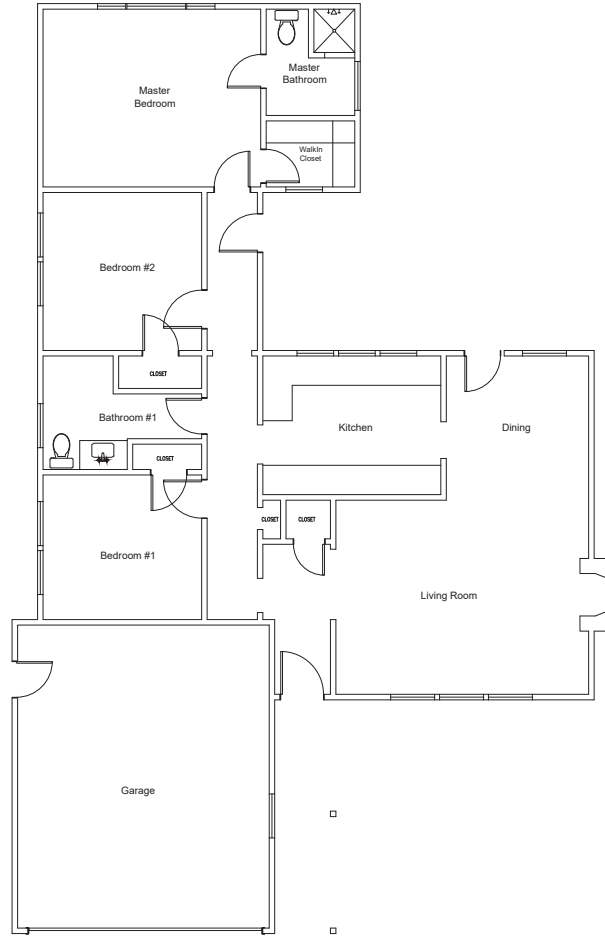 Master
Bathroom
Master
Bedroom
WalkIn
Closet
Bedroom #2
CLOSET
Bathroom #1
Kitchen
Dining
CLOSET
CLOSET
CLOSET
Bedroom #1
Living Room
Garage